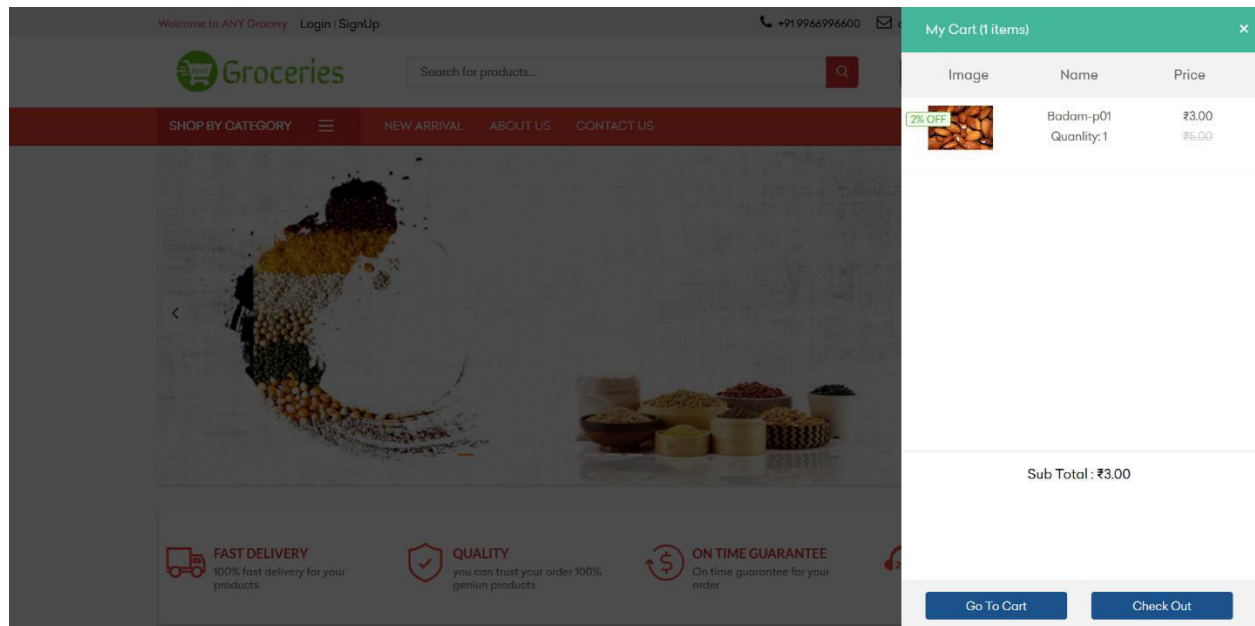 Welcome to ANY Grocery Login | SignUp
+91 9966996600
Groceries
Search for products...
SHOP BY CATEGORY NEW ARRIVAL ABOUT US CONTACT US
FAST DELIVERY
100% fast delivery for your
products
QUALITY
you can trust your order 100%
geniun products
ON TIME GUARANTEE
On time guarantee for your
order
My Cart (1 items) ×
Image Name Price
2% OFF
Badam-p01 ₹3.00
Quanlity: 1 ₹5.00
Sub Total : ₹3.00
Go To Cart Check Out